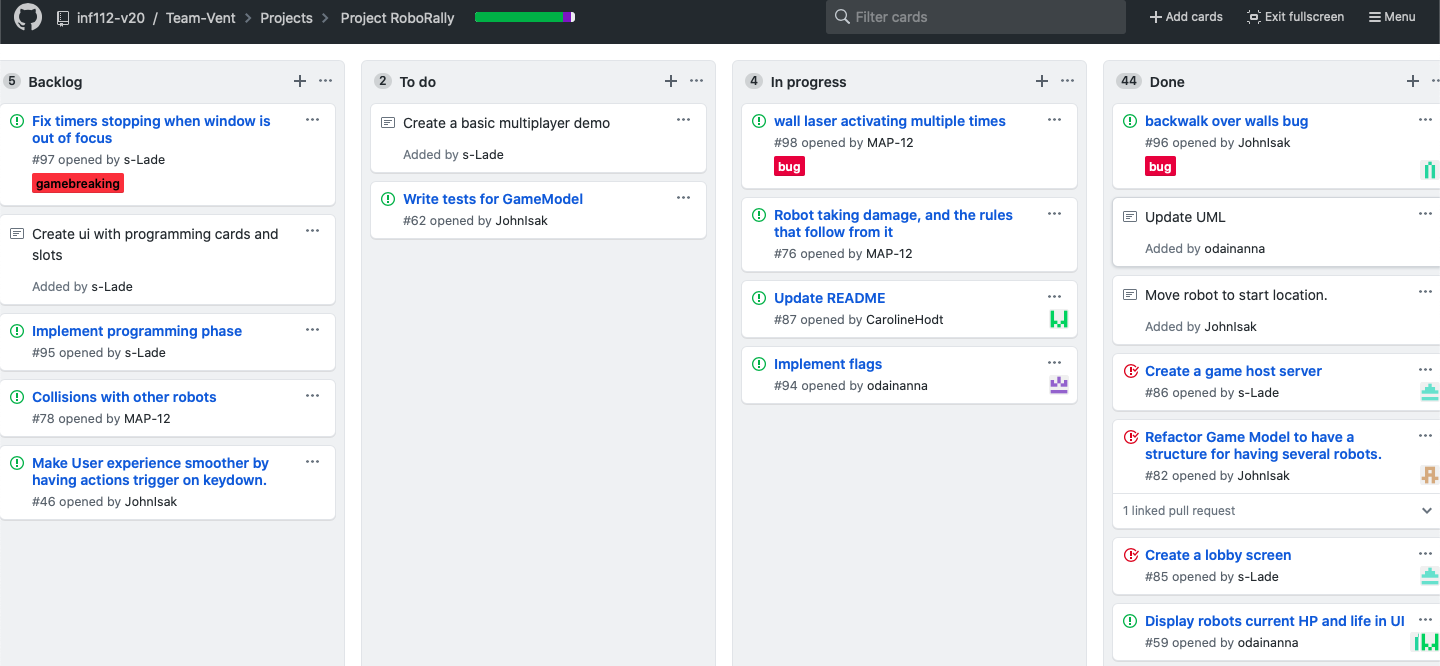 inf112-v20 / Team-Vent > Projects > Project RoboRally
Filter cards
Add cards
Exit fullscreen
Menu
5 Backlog
Fix timers stopping when window is
out of focus
#97 opened by s-Lade
gamebreaking
Create ui with programming cards and
slots
Added by s-Lade
Implement programming phase
#95 opened by s-Lade
Collisions with other robots
#78 opened by MAP-12
Make User experience smoother by
having actions trigger on keydown.
#46 opened by JohnIsak
2 To do
Create a basic multiplayer demo
Added by s-Lade
Write tests for GameModel
#62 opened by JohnIsak
4 In progress
wall laser activating multiple times
#98 opened by MAP-12
bug
Robot taking damage, and the rules
that follow from it
#76 opened by MAP-12
Update README
#87 opened by CarolineHodt
Implement flags
#94 opened by odainanna
44 Done
backwalk over walls bug
#96 opened by JohnIsak
bug
Update UML
Added by odainanna
Move robot to start location.
Added by JohnIsak
Create a game host server
#86 opened by s-Lade
Refactor Game Model to have a
structure for having several robots.
#82 opened by JohnIsak
1 linked pull request
Create a lobby screen
#85 opened by s-Lade
Display robots current HP and life in UI
#59 opened by odainanna